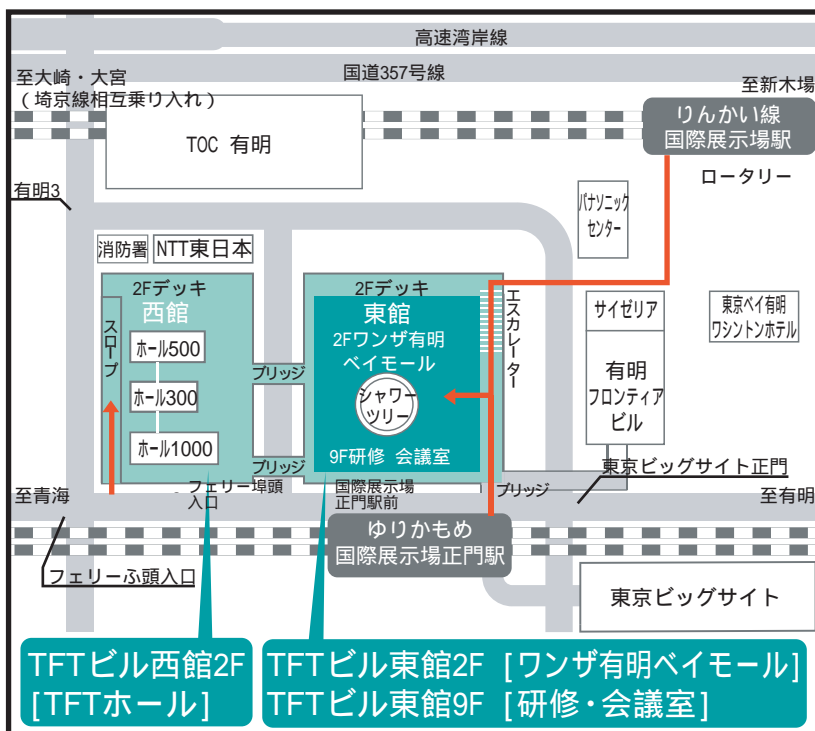 高速湾岸線
国道357号線
至大崎・大宮
（埼京線相互乗り入れ）
至新木場
りんかい線
国際展示場駅
TOC 有明
ロータリー
有明3
パナソニック
センター
消防署
NTT東日本
2Fデッキ
西館
スロープ
ホール500
ホール300
ホール1000
ブリッジ
ブリッジ
2Fデッキ
東館
2Fワンザ有明
ベイモール
シャワー
ツリー
9F研修 会議室
エスカレーター
サイゼリア
有明
フロンティア
ビル
東京ベイ有明
ワシントンホテル
東京ビッグサイト正門
ブリッジ
至青海
フェリー埠頭
入口
国際展示場
正門駅前
至有明
ゆりかもめ
国際展示場正門駅
フェリーふ頭入口
東京ビッグサイト
TFTビル西館2F
[TFTホール]
TFTビル東館2F [ワンザ有明ベイモール]
TFTビル東館9F [研修・会議室]